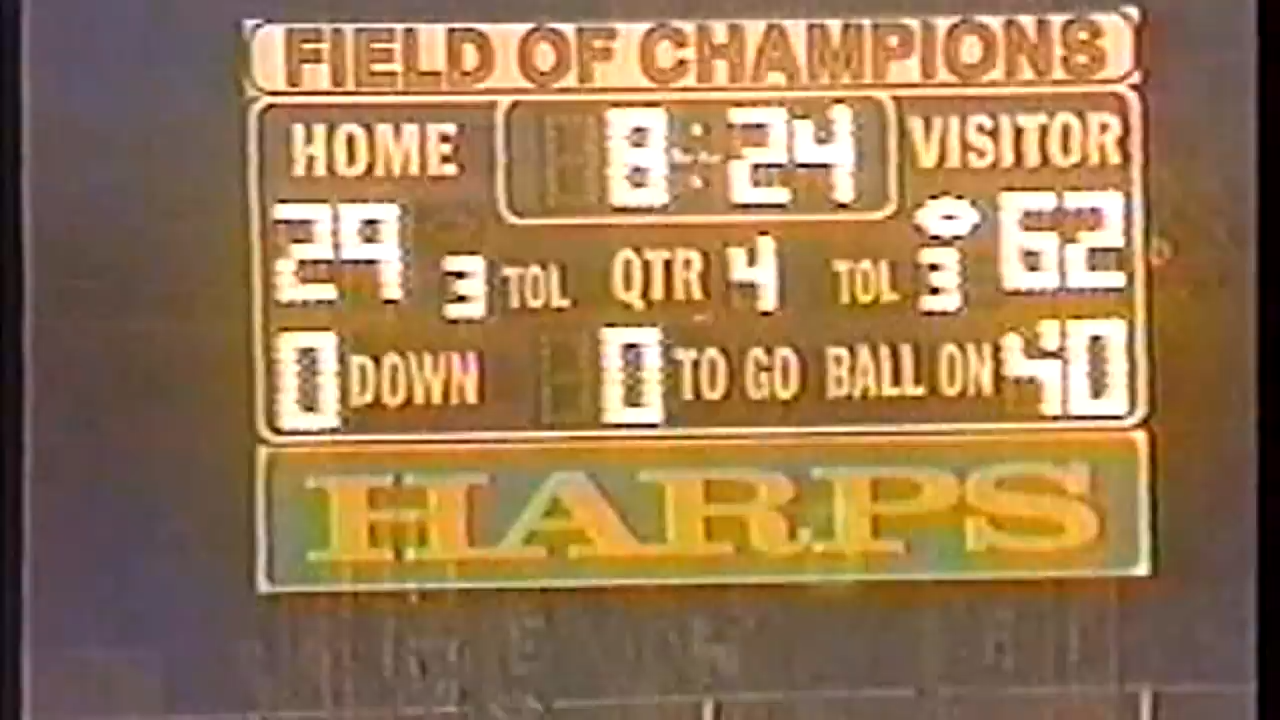 FIELD OF CHAMPIONS
HOME 8:24 VISITOR
29 3 TOL QTR 4 TOL 3 62
0 DOWN 0 TO GO BALL ON 40
HARPS